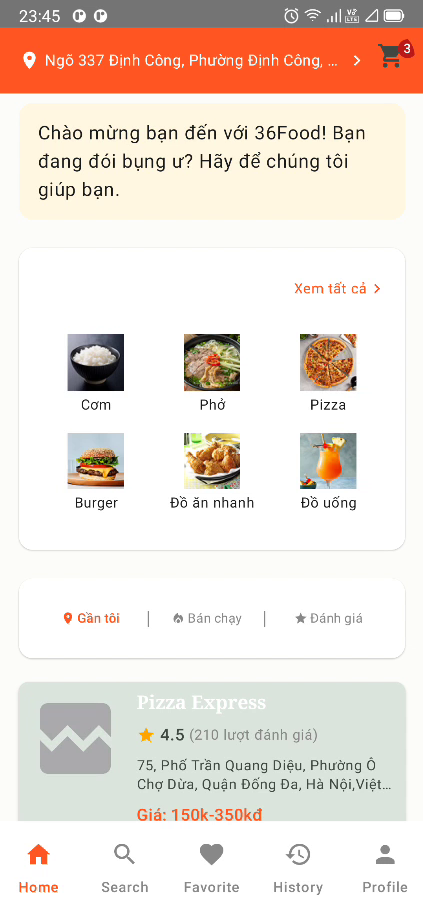 23:45
VoLTE
Ngõ 337 Định Công, Phường Định Công, ...
3
Chào mừng bạn đến với 36Food! Bạn
đang đói bụng ư? Hãy để chúng tôi
giúp bạn.
Xem tất cả
Cơm Phở Pizza
Burger Đồ ăn nhanh Đồ uống
Gần tôi | Bán chạy | Đánh giá
Pizza Express
4.5 (210 lượt đánh giá)
75, Phố Trần Quang Diệu, Phường Ô
Chợ Dừa, Quận Đống Đa, Hà Nội,Việt...
Giá: 150k-350kđ
Home Search Favorite History Profile